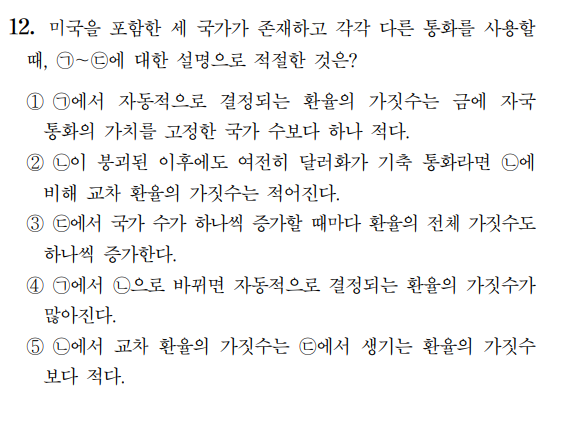 12. 미국을 포함한 세 국가가 존재하고 각각 다른 통화를 사용할
때, ㉠~㉢에 대한 설명으로 적절한 것은?
① ㉠에서 자동적으로 결정되는 환율의 가짓수는 금에 자국
통화의 가치를 고정한 국가 수보다 하나 적다.
② ㉡이 붕괴된 이후에도 여전히 달러화가 기축 통화라면 ㉡에
비해 교차 환율의 가짓수는 적어진다.
③ ㉢에서 국가 수가 하나씩 증가할 때마다 환율의 전체 가짓수도
하나씩 증가한다.
④ ㉠에서 ㉡으로 바뀌면 자동적으로 결정되는 환율의 가짓수가
많아진다.
⑤ ㉡에서 교차 환율의 가짓수는 ㉢에서 생기는 환율의 가짓수
보다 적다.